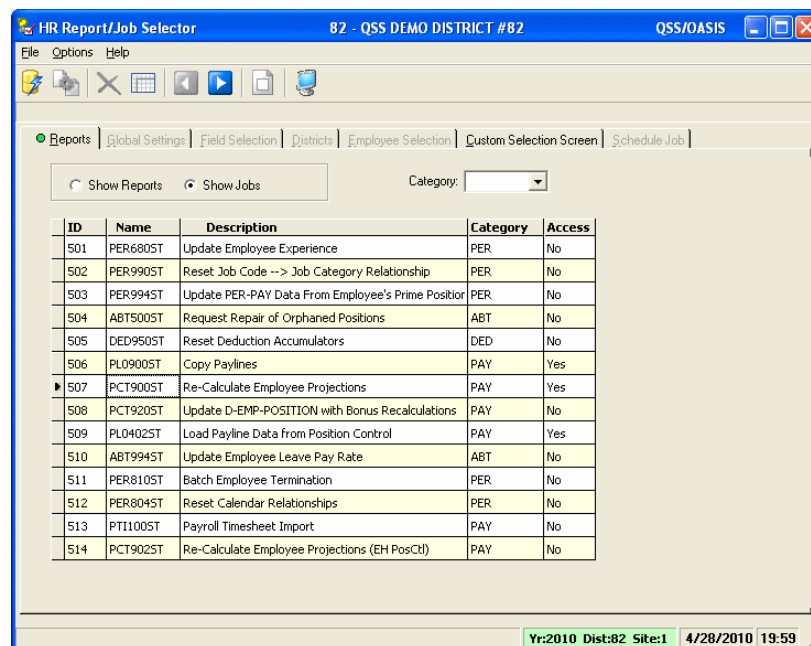 HR Report/Job Selector 82 - QSS DEMO DISTRICT #82 QSS/OASIS
File Options Help
Reports Global Settings Field Selection Districts Employee Selection Custom Selection Screen Schedule Job
Show Reports Show Jobs Category:
ID Name Description Category Access
501 PER680ST Update Employee Experience PER No
502 PER990ST Reset Job Code --> Job Category Relationship PER No
503 PER994ST Update PER-PAY Data From Employee's Prime Position PER No
504 ABT500ST Request Repair of Orphaned Positions ABT No
505 DED950ST Reset Deduction Accumulators DED No
506 PL0900ST Copy Paylines PAY Yes
507 PCT900ST Re-Calculate Employee Projections PAY Yes
508 PCT920ST Update D-EMP-POSITION with Bonus Recalculations PAY No
509 PL0402ST Load Payline Data from Position Control PAY Yes
510 ABT994ST Update Employee Leave Pay Rate ABT No
511 PER810ST Batch Employee Termination PER No
512 PER804ST Reset Calendar Relationships PER No
513 PTI100ST Payroll Timesheet Import PAY No
514 PCT902ST Re-Calculate Employee Projections (EH PosCtl) PAY No
Yr:2010 Dist:82 Site:1 4/28/2010 19:59